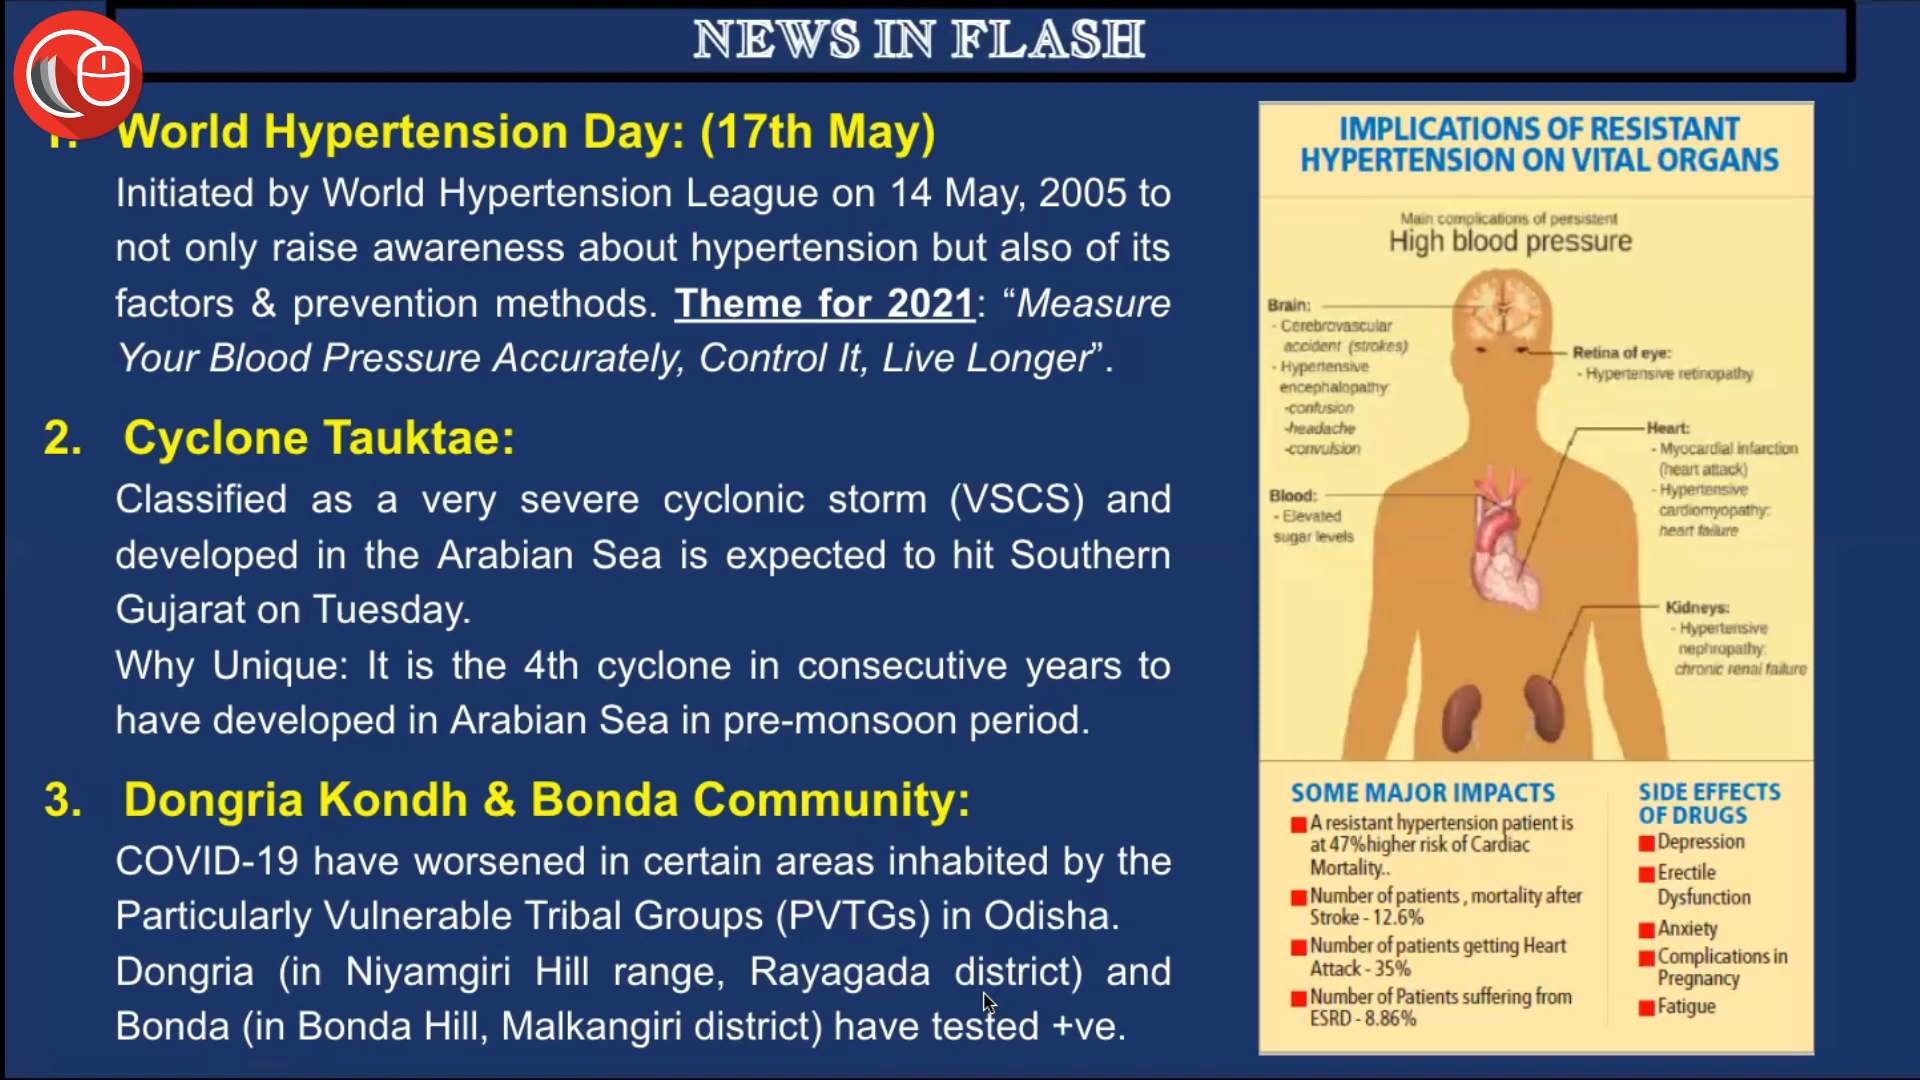 NEWS IN FLASH
1. World Hypertension Day: (17th May)
Initiated by World Hypertension League on 14 May, 2005 to
not only raise awareness about hypertension but also of its
factors & prevention methods. Theme for 2021: “Measure
Your Blood Pressure Accurately, Control It, Live Longer”.
2. Cyclone Tauktae:
Classified as a very severe cyclonic storm (VSCS) and
developed in the Arabian Sea is expected to hit Southern
Gujarat on Tuesday.
Why Unique: It is the 4th cyclone in consecutive years to
have developed in Arabian Sea in pre-monsoon period.
3. Dongria Kondh & Bonda Community:
COVID-19 have worsened in certain areas inhabited by the
Particularly Vulnerable Tribal Groups (PVTGs) in Odisha.
Dongria (in Niyamgiri Hill range, Rayagada district) and
Bonda (in Bonda Hill, Malkangiri district) have tested +ve.
IMPLICATIONS OF RESISTANT
HYPERTENSION ON VITAL ORGANS
Main complications of persistent
High blood pressure
Brain:
- Cerebrovascular
accident (strokes)
- Hypertensive
encephalopathy:
-confusion
-headache
-convulsion
Blood:
- Elevated
sugar levels
Retina of eye:
- Hypertensive retinopathy
Heart:
- Myocardial infarction
(heart attack)
- Hypertensive
cardiomyopathy:
heart failure
Kidneys:
- Hypertensive
nephropathy:
chronic renal failure
SOME MAJOR IMPACTS
A resistant hypertension patient is
at 47%higher risk of Cardiac
Mortality..
Number of patients , mortality after
Stroke - 12.6%
Number of patients getting Heart
Attack - 35%
Number of Patients suffering from
ESRD - 8.86%
SIDE EFFECTS
OF DRUGS
Depression
Erectile
Dysfunction
Anxiety
Complications in
Pregnancy
Fatigue